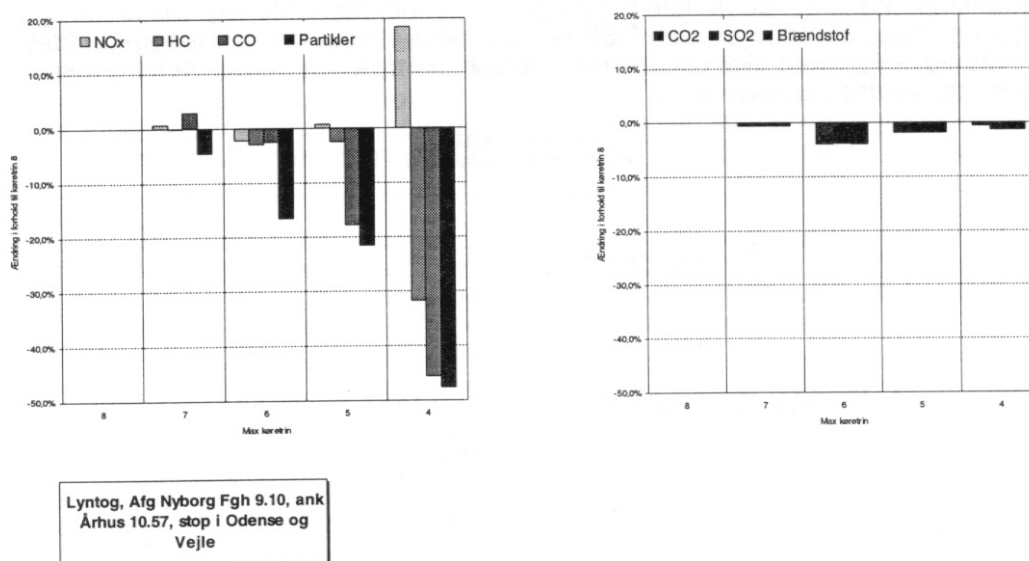 20,0%
NOx HC CO Partikler
10,0%
0,0%
-10,0%
-20,0%
-30,0%
-40,0%
-50,0%
8 7 6 5 4
Max køretrin
Ændring i forhold til køretrin 8
20,0%
CO2 SO2 Brændstof
10,0%
0,0%
-10,0%
-20,0%
-30,0%
-40,0%
-50,0%
8 7 6 5 4
Max køretrin
Ændring i forhold til køretrin 8
Lyntog, Afg Nyborg Fgh 9.10, ank
Århus 10.57, stop i Odense og
Vejle